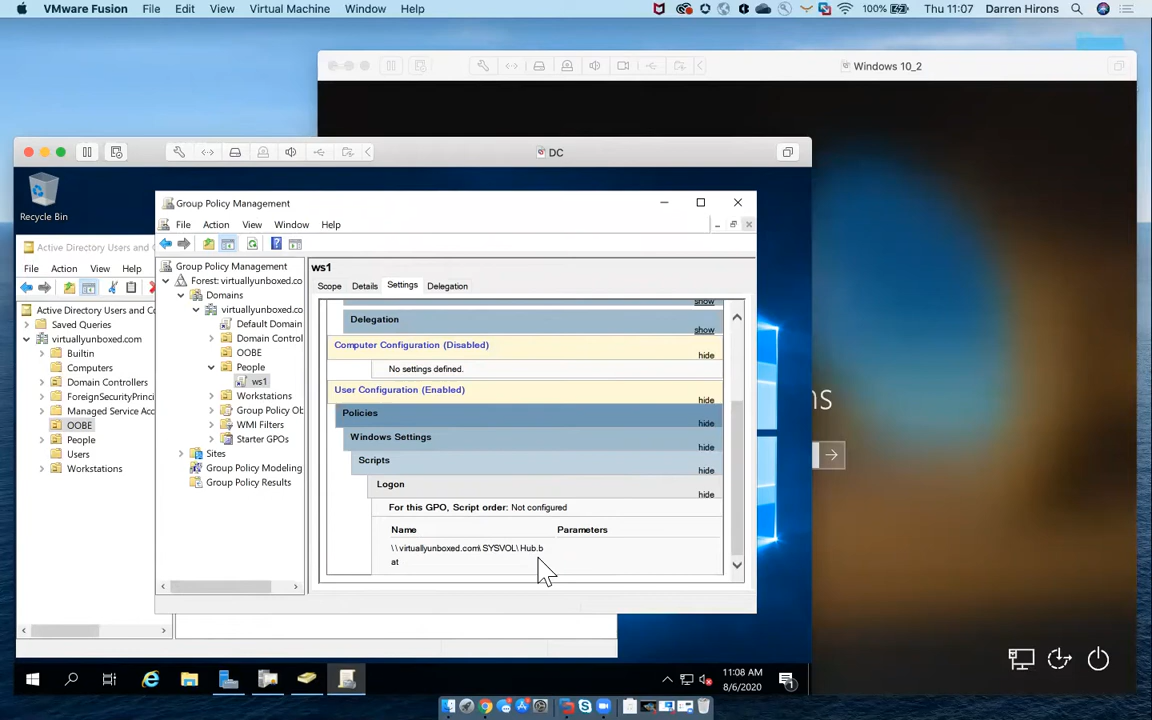 VMware Fusion File Edit View Virtual Machine Window Help 100% Thu 11:07 Darren Hirons
Windows 10_2
DC
Recycle Bin
Active Directory Users and C
File Action View Help
Active Directory Users and Co
Saved Queries
virtuallyunboxed.com
Builtin
Computers
Domain Controllers
ForeignSecurityPrinci
Managed Service Acc
OOBE
People
Users
Workstations
Group Policy Management
File Action View Window Help
Group Policy Management
Forest: virtuallyunboxed.co
Domains
virtuallyunboxed.co
Default Domain
Domain Control
OOBE
People
ws1
Workstations
Group Policy Ob
WMI Filters
Starter GPOs
Sites
Group Policy Modeling
Group Policy Results
ws1
Scope Details Settings Delegation
show
Delegation show
Computer Configuration (Disabled) hide
No settings defined.
User Configuration (Enabled) hide
Policies hide
Windows Settings hide
Scripts hide
Logon hide
For this GPO, Script order: Not configured
Name Parameters
\\virtuallyunboxed.com\SYSVOL\Hub.b
at
ns
11:08 AM
8/6/2020
1